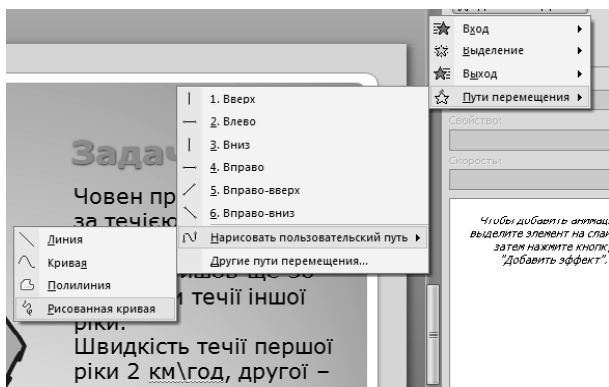 Вход
Выделение
Выход
Пути перемещения
Свойство:
Скорость:
Чтобы добавить анимац
выделите элемент на слай
затем нажмите кнопк
"Добавить эффект".
1. Вверх
2. Влево
3. Вниз
4. Вправо
5. Вправо-вверх
6. Вправо-вниз
Нарисовать пользовательский путь
Другие пути перемещения...
Линия
Кривая
Полилиния
Рисованная кривая
Задач
Човен пр
за течією
течії іншої
ріки.
Швидкість течії першої
ріки 2 км\год, другої –